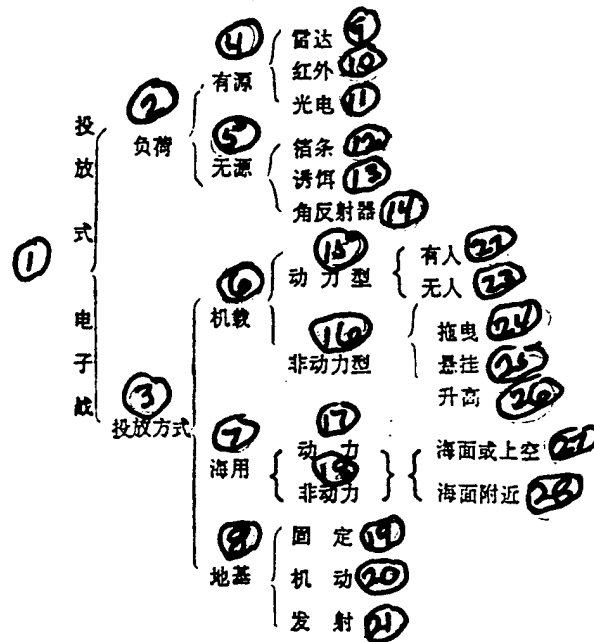 ① 投放式电子战
② 负荷
④ 有源
雷达 ⑨
红外 ⑩
光电 ⑪
⑤ 无源
箔条 ⑫
诱饵 ⑬
角反射器 ⑭
③ 投放方式
⑥ 机载
⑮ 动力型
有人 22
无人 23
⑯ 非动力型
拖曳 24
悬挂 25
升高 26
⑦ 海用
⑰ 动力
⑱ 非动力
海面或上空 27
海面附近 28
⑧ 地基
固定 ⑲
机动 ⑳
发射 21